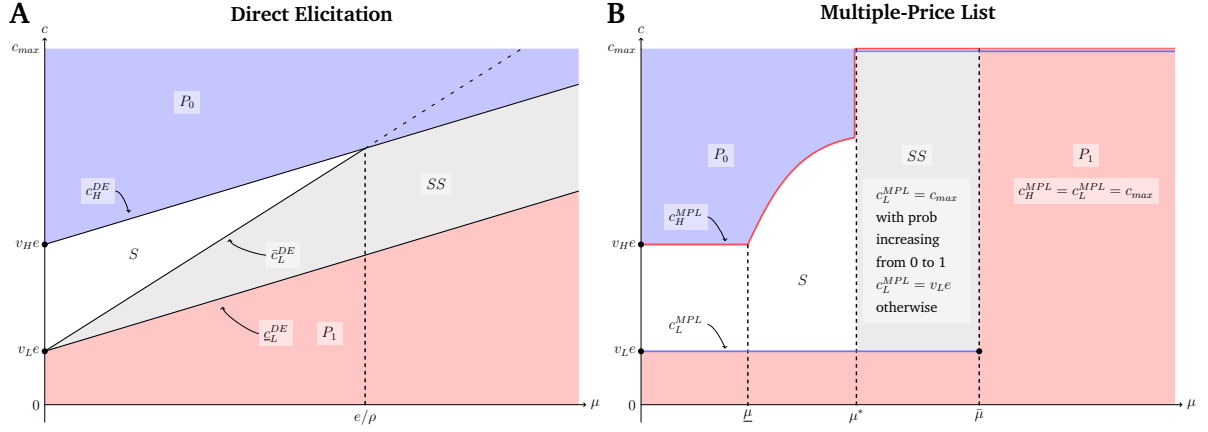 A
Direct Elicitation
c
c_max
P_0
c_H^{DE}
SS
v_H e
S
c̄_L^{DE}
c̲_L^{DE}
P_1
v_L e
0
e/ρ
μ
B
Multiple-Price List
c
c_max
P_0
SS
P_1
c_L^{MPL} = c_max
with prob
increasing
from 0 to 1
c_L^{MPL} = v_L e
otherwise
c_H^{MPL} = c_L^{MPL} = c_max
c_H^{MPL}
v_H e
S
c_L^{MPL}
v_L e
0
μ̲
μ*
μ̄
μ